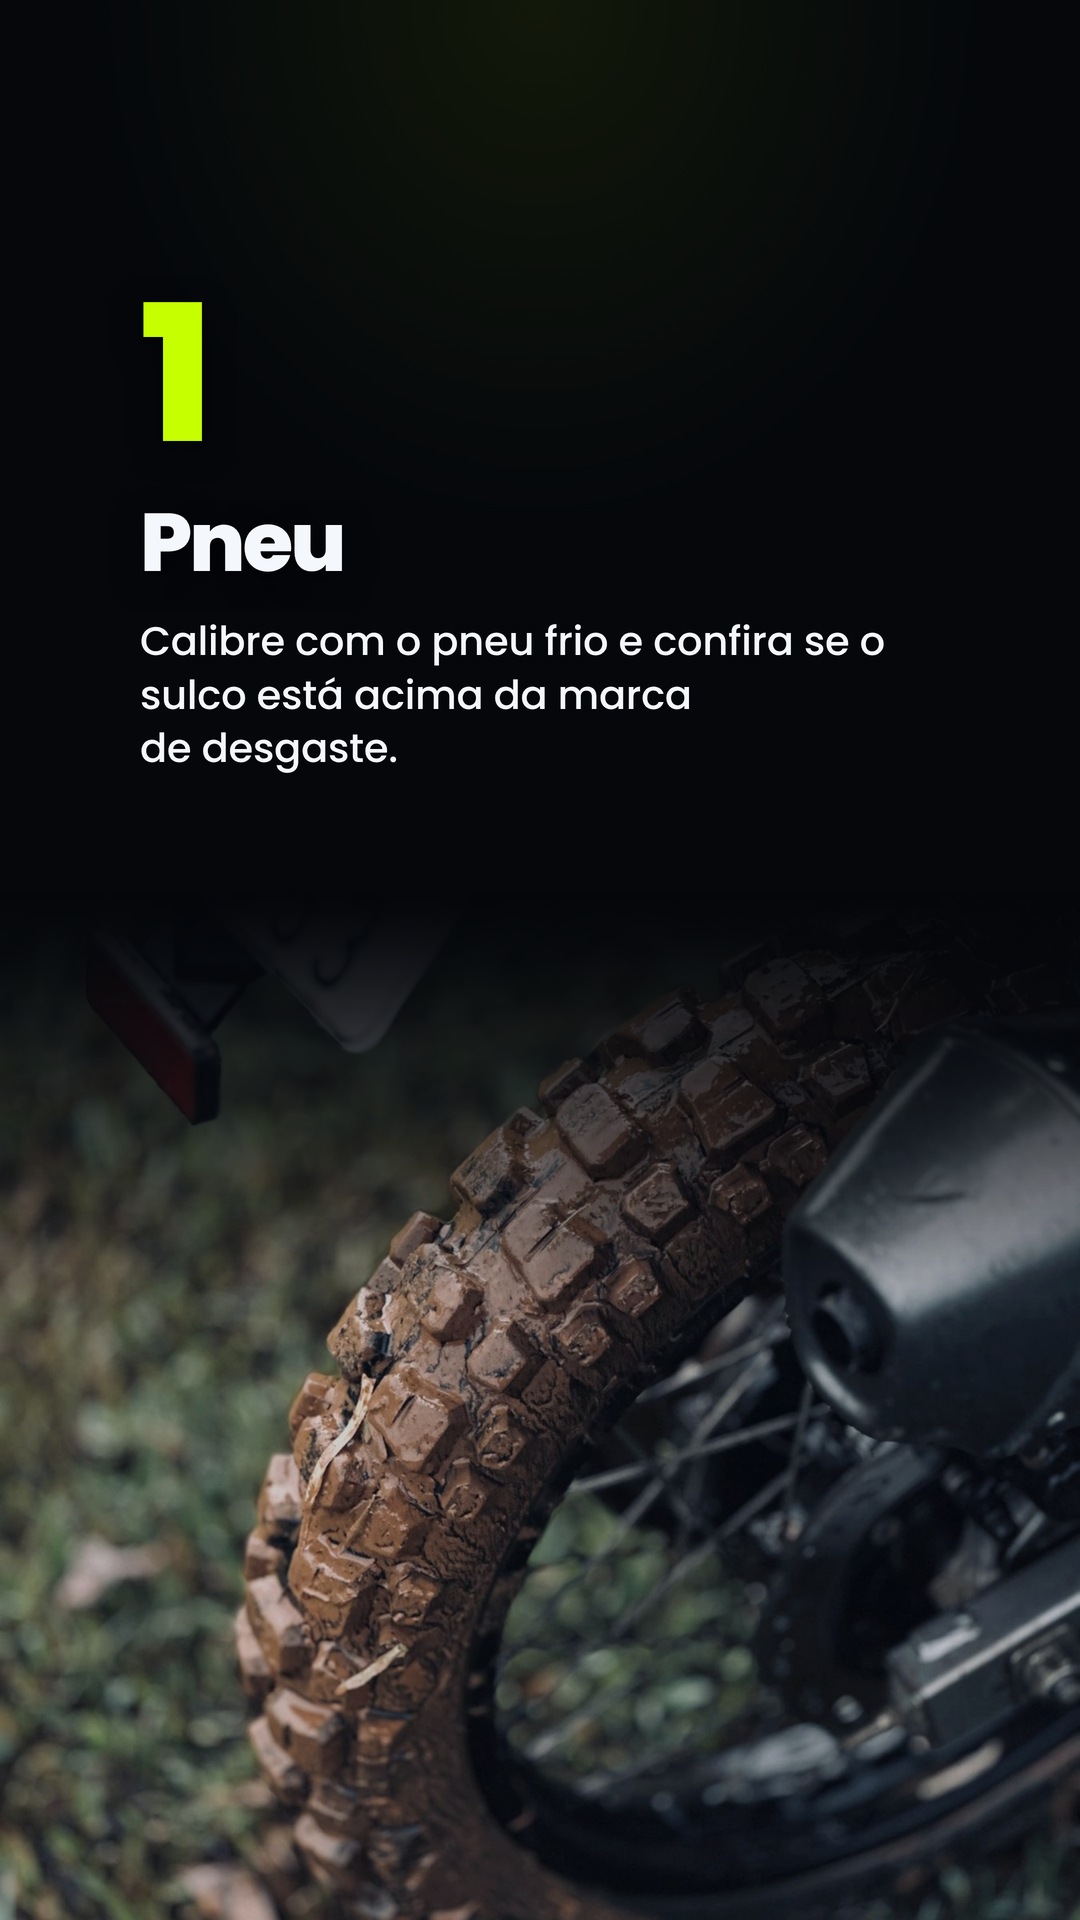 1
Pneu
Calibre com o pneu frio e confira se o
sulco está acima da marca
de desgaste.